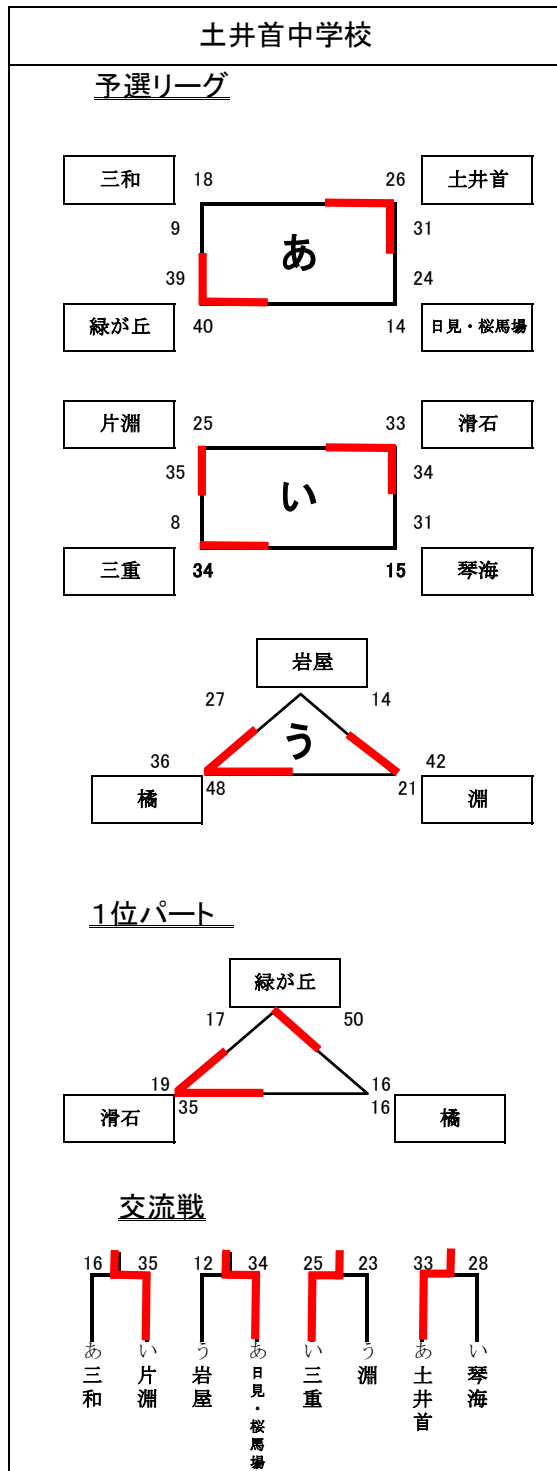 土井首中学校
予選リーグ
三和 18 26 土井首
9 あ 31
39 24
緑が丘 40 14 日見・桜馬場
片淵 25 33 滑石
35 い 34
8 31
三重 34 15 琴海
岩屋
27 14
う
36 42
橘 48 21 淵
1位パート
緑が丘
17 50
19 16
滑石 35 16 橘
交流戦
16 35 12 34 25 23 33 28
あ三和
い片淵
う岩屋
あ日見・桜馬場
い三重
う淵
あ土井首
い琴海